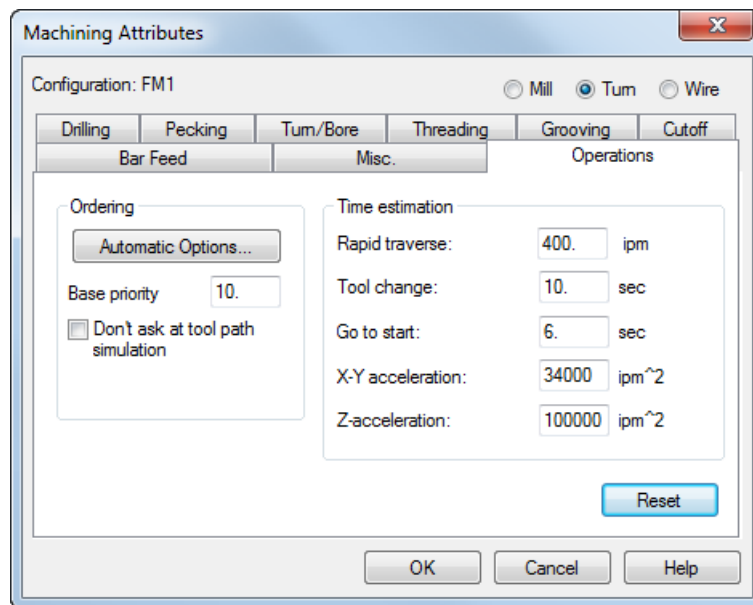 Machining Attributes
Configuration: FM1
Mill Turn Wire
Drilling Pecking Turn/Bore Threading Grooving Cutoff
Bar Feed Misc. Operations
Ordering
Automatic Options...
Base priority 10.
Don't ask at tool path
simulation
Time estimation
Rapid traverse: 400. ipm
Tool change: 10. sec
Go to start: 6. sec
X-Y acceleration: 34000 ipm^2
Z-acceleration: 100000 ipm^2
Reset
OK Cancel Help